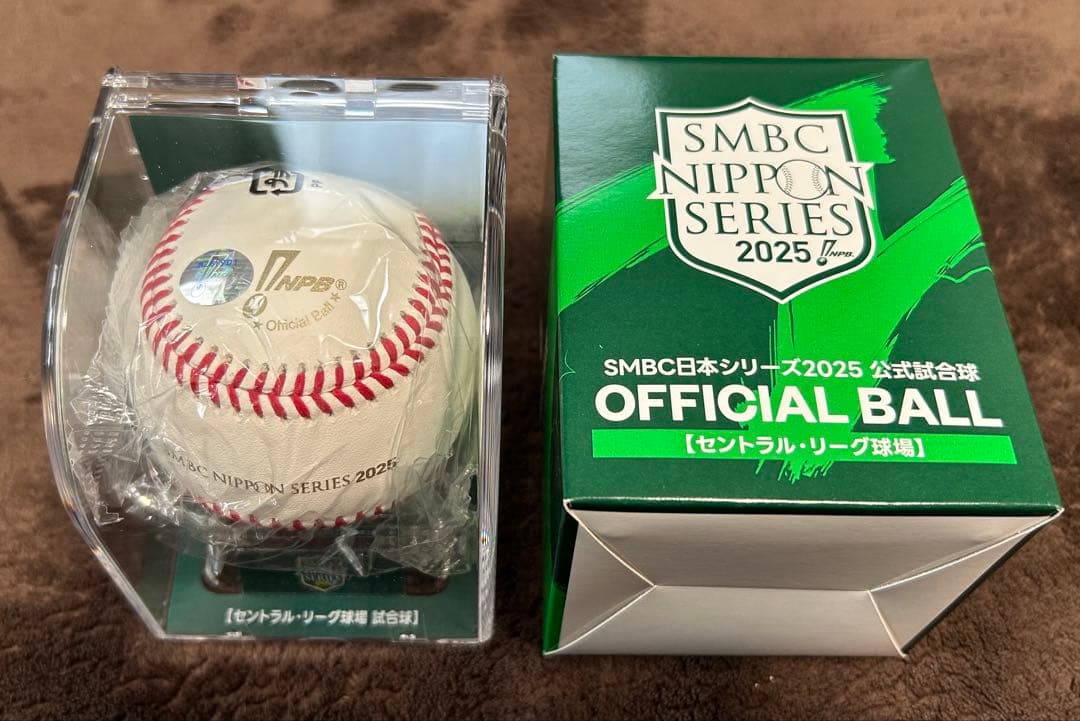 NPB®
Official Ball
SMBC NIPPON SERIES 2025
【セントラル・リーグ球場 試合球】
SMBC
NIPPON
SERIES
2025
NPB
SMBC日本シリーズ2025 公式試合球
OFFICIAL BALL
【セントラル・リーグ球場】